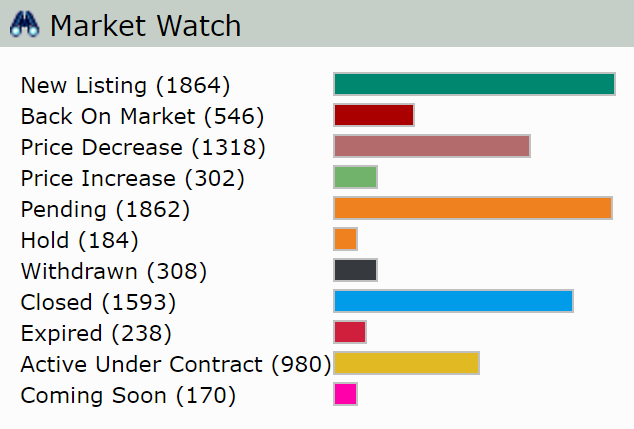 Market Watch
New Listing (1864)
Back On Market (546)
Price Decrease (1318)
Price Increase (302)
Pending (1862)
Hold (184)
Withdrawn (308)
Closed (1593)
Expired (238)
Active Under Contract (980)
Coming Soon (170)